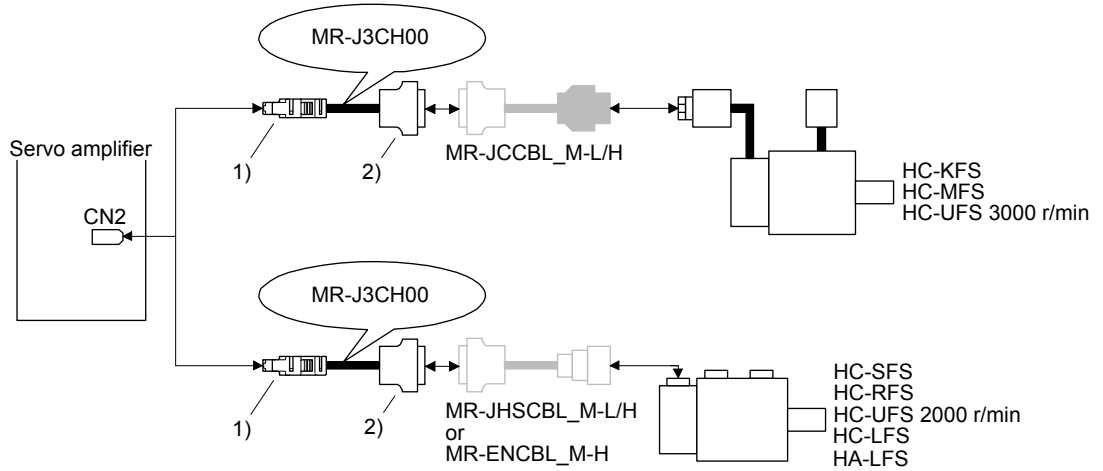 MR-J3CH00
Servo amplifier
CN2
1)
2)
MR-JCCBL_M-L/H
HC-KFS
HC-MFS
HC-UFS 3000 r/min
MR-J3CH00
1)
2)
MR-JHSCBL_M-L/H
or
MR-ENCBL_M-H
HC-SFS
HC-RFS
HC-UFS 2000 r/min
HC-LFS
HA-LFS